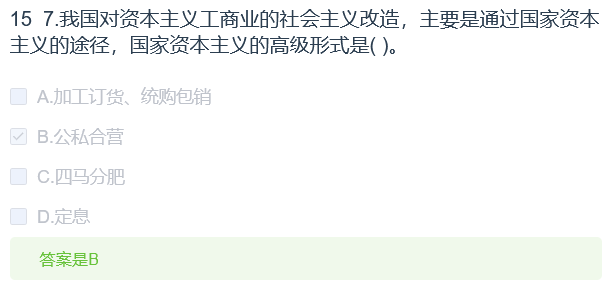 15 7.我国对资本主义工商业的社会主义改造，主要是通过国家资本
主义的途径，国家资本主义的高级形式是( )。
A.加工订货、统购包销
B.公私合营
C.四马分肥
D.定息
答案是B